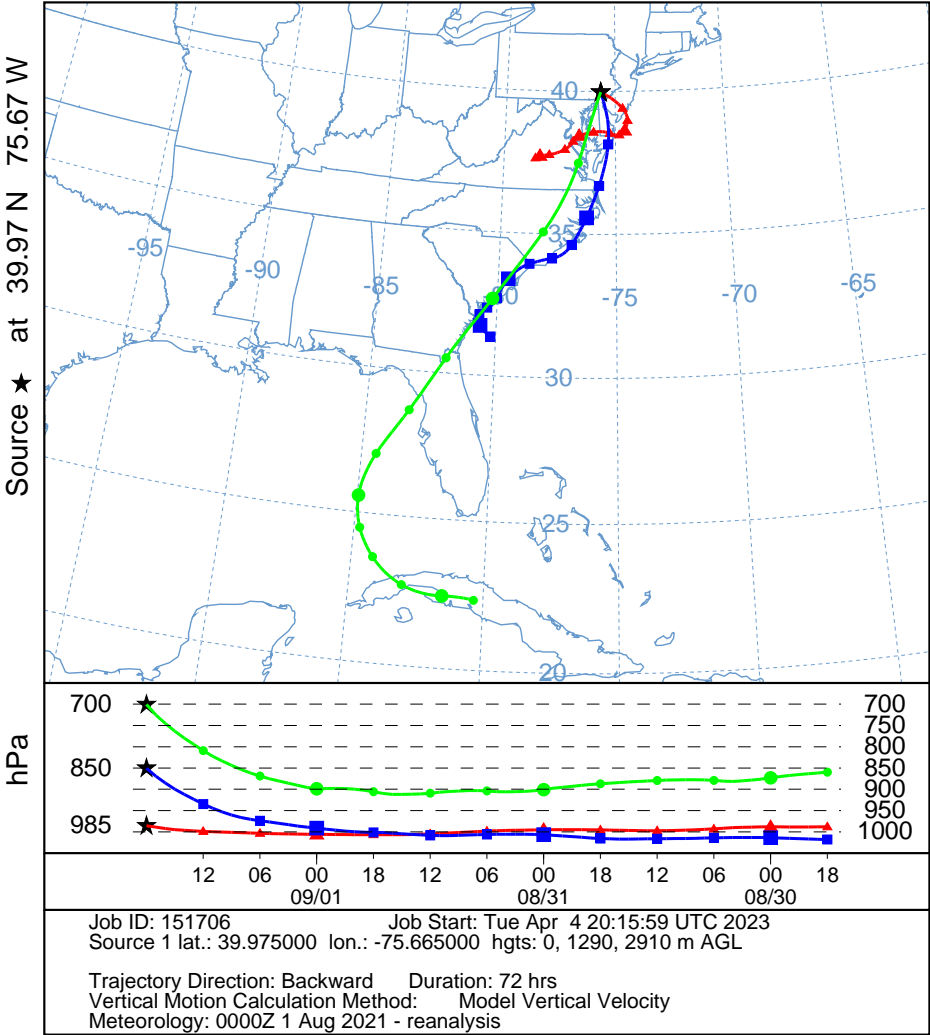 Source ★ at 39.97 N 75.67 W
40
35
-95
-90
-85
-80
-75
-70
-65
30
25
20
hPa
700 700
750
800
850 850
900
950
985 1000
12 06 00 18 12 06 00 18 12 06 00 18
09/01 08/31 08/30
Job ID: 151706 Job Start: Tue Apr 4 20:15:59 UTC 2023
Source 1 lat.: 39.975000 lon.: -75.665000 hgts: 0, 1290, 2910 m AGL
Trajectory Direction: Backward Duration: 72 hrs
Vertical Motion Calculation Method: Model Vertical Velocity
Meteorology: 0000Z 1 Aug 2021 - reanalysis